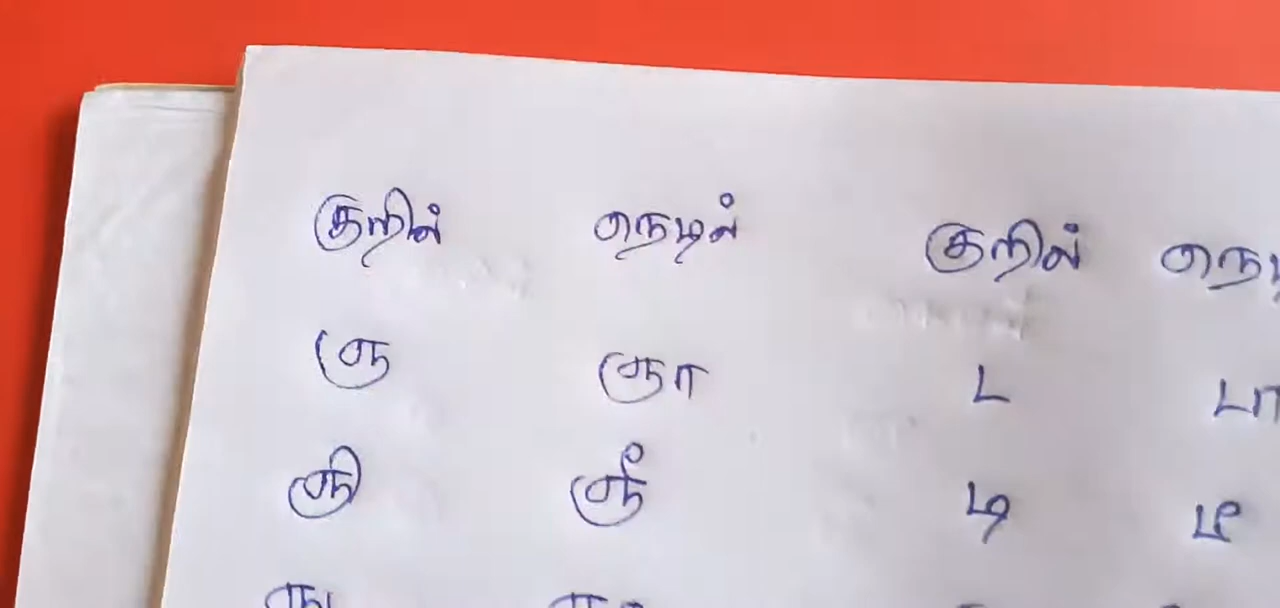 குறில் நெடில் குறில்
ஞ ஞா ட டா
ஞி ஞீ டி டீ